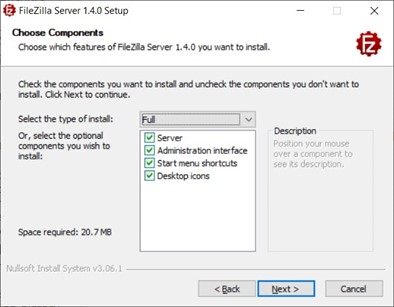 FileZilla Server 1.4.0 Setup
Choose Components
Choose which features of FileZilla Server 1.4.0 you want to install.
Fz
Check the components you want to install and uncheck the components you don't want to
install. Click Next to continue.
Select the type of install:
Full
Or, select the optional
components you wish to
install:
Server
Administration interface
Start menu shortcuts
Desktop icons
Description
Position your mouse
over a component to
see its description.
Space required: 20.7 MB
Nullsoft Install System v3.06.1
< Back
Next >
Cancel